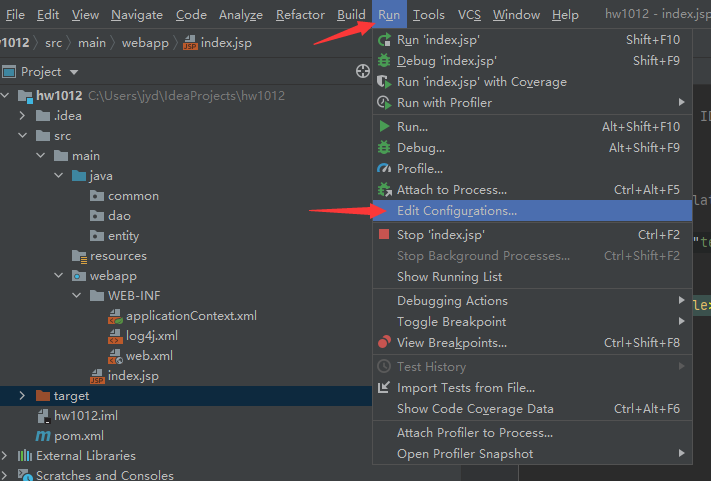 File Edit View Navigate Code Analyze Refactor Build Run Tools VCS Window Help hw1012 - index.jsp
1012 src main webapp index.jsp
Project
hw1012 C:\Users\jyd\IdeaProjects\hw1012
.idea
src
main
java
common
dao
entity
resources
webapp
WEB-INF
applicationContext.xml
log4j.xml
web.xml
index.jsp
target
hw1012.iml
pom.xml
External Libraries
Scratches and Consoles
Run 'index.jsp' Shift+F10
Debug 'index.jsp' Shift+F9
Run 'index.jsp' with Coverage
Run with Profiler
Run... Alt+Shift+F10
Debug... Alt+Shift+F9
Profile...
Attach to Process... Ctrl+Alt+F5
Edit Configurations...
Stop 'index.jsp' Ctrl+F2
Stop Background Processes... Ctrl+Shift+F2
Show Running List
Debugging Actions
Toggle Breakpoint
View Breakpoints... Ctrl+Shift+F8
Test History
Import Tests from File...
Show Code Coverage Data Ctrl+Alt+F6
Attach Profiler to Process...
Open Profiler Snapshot